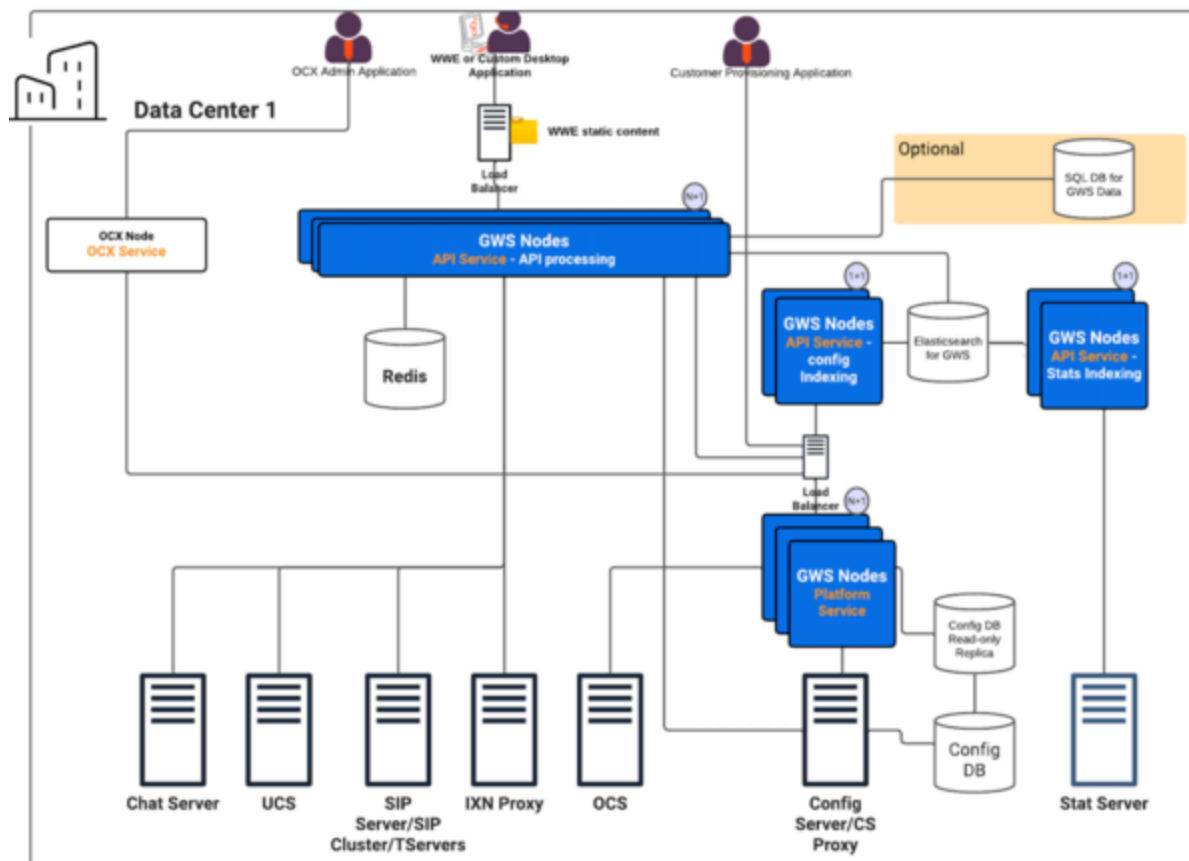 OCX Admin Application
WWE or Custom Desktop
Application
Customer Provisioning Application
Data Center 1
WWE static content
Load
Balancer
Optional
SQL DB for
GWS Data
N+1
OCX Node
OCX Service
GWS Nodes
API Service - API processing
1+1
1+1
GWS Nodes
API Service -
config
Indexing
Elasticsearch
for GWS
GWS Nodes
API Service -
Stats Indexing
Redis
Load
Balancer
N+1
GWS Nodes
Platform
Service
Config DB
Read-only
Replica
Config
DB
Chat Server
UCS
SIP
Server/SIP
Cluster/TServers
IXN Proxy
OCS
Config
Server/CS
Proxy
Stat Server